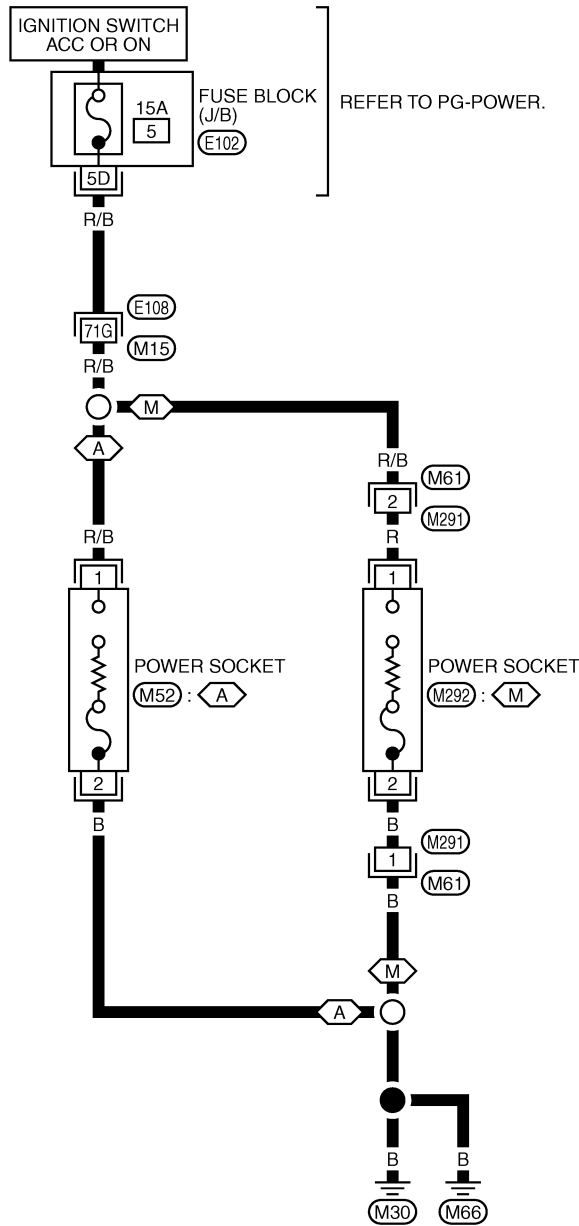 IGNITION SWITCH
ACC OR ON
15A
5
FUSE BLOCK
(J/B)
E102
REFER TO PG-POWER.
5D
R/B
E108
71G
M15
R/B
M
A
R/B
M61
2
M291
R/B
R
1
1
POWER SOCKET
M52 : A
POWER SOCKET
M292 : M
2
2
B
B
M291
1
M61
B
M
A
B
B
M30
M66